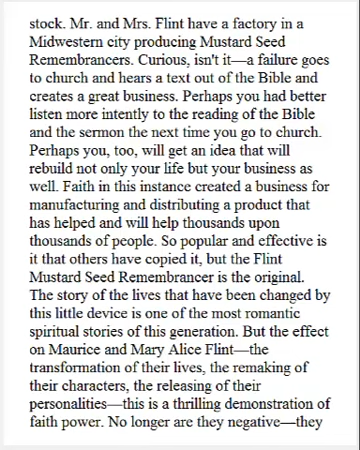 stock. Mr. and Mrs. Flint have a factory in a
Midwestern city producing Mustard Seed
Remembrancers. Curious, isn't it—a failure goes
to church and hears a text out of the Bible and
creates a great business. Perhaps you had better
listen more intently to the reading of the Bible
and the sermon the next time you go to church.
Perhaps you, too, will get an idea that will
rebuild not only your life but your business as
well. Faith in this instance created a business for
manufacturing and distributing a product that
has helped and will help thousands upon
thousands of people. So popular and effective is
it that others have copied it, but the Flint
Mustard Seed Remembrancer is the original.
The story of the lives that have been changed by
this little device is one of the most romantic
spiritual stories of this generation. But the effect
on Maurice and Mary Alice Flint—the
transformation of their lives, the remaking of
their characters, the releasing of their
personalities—this is a thrilling demonstration of
faith power. No longer are they negative—they